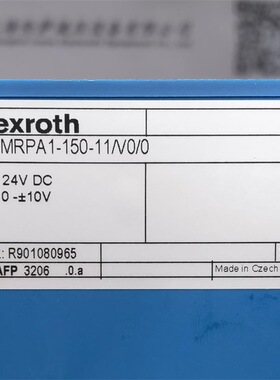 exroth
MRPA1-150-11/V0/0
24V DC
0 -±10V
: R901080965
AFP 3206 .0.a
Made in Czech